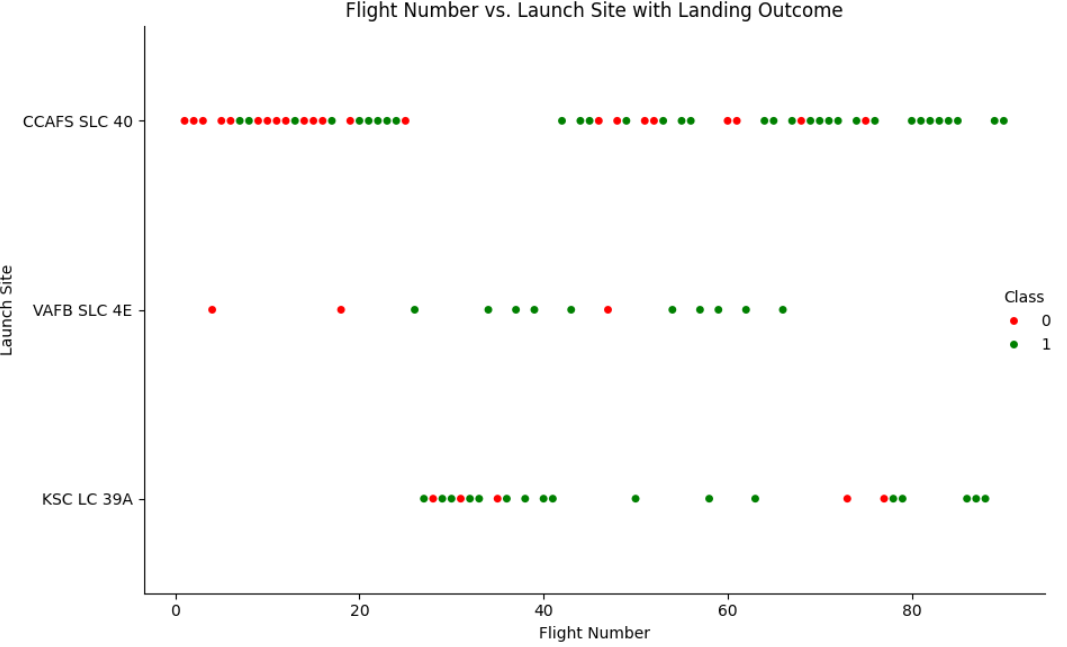 Flight Number vs. Launch Site with Landing Outcome
CCAFS SLC 40
VAFB SLC 4E
KSC LC 39A
Launch Site
Class
0
1
0
20
40
60
80
Flight Number